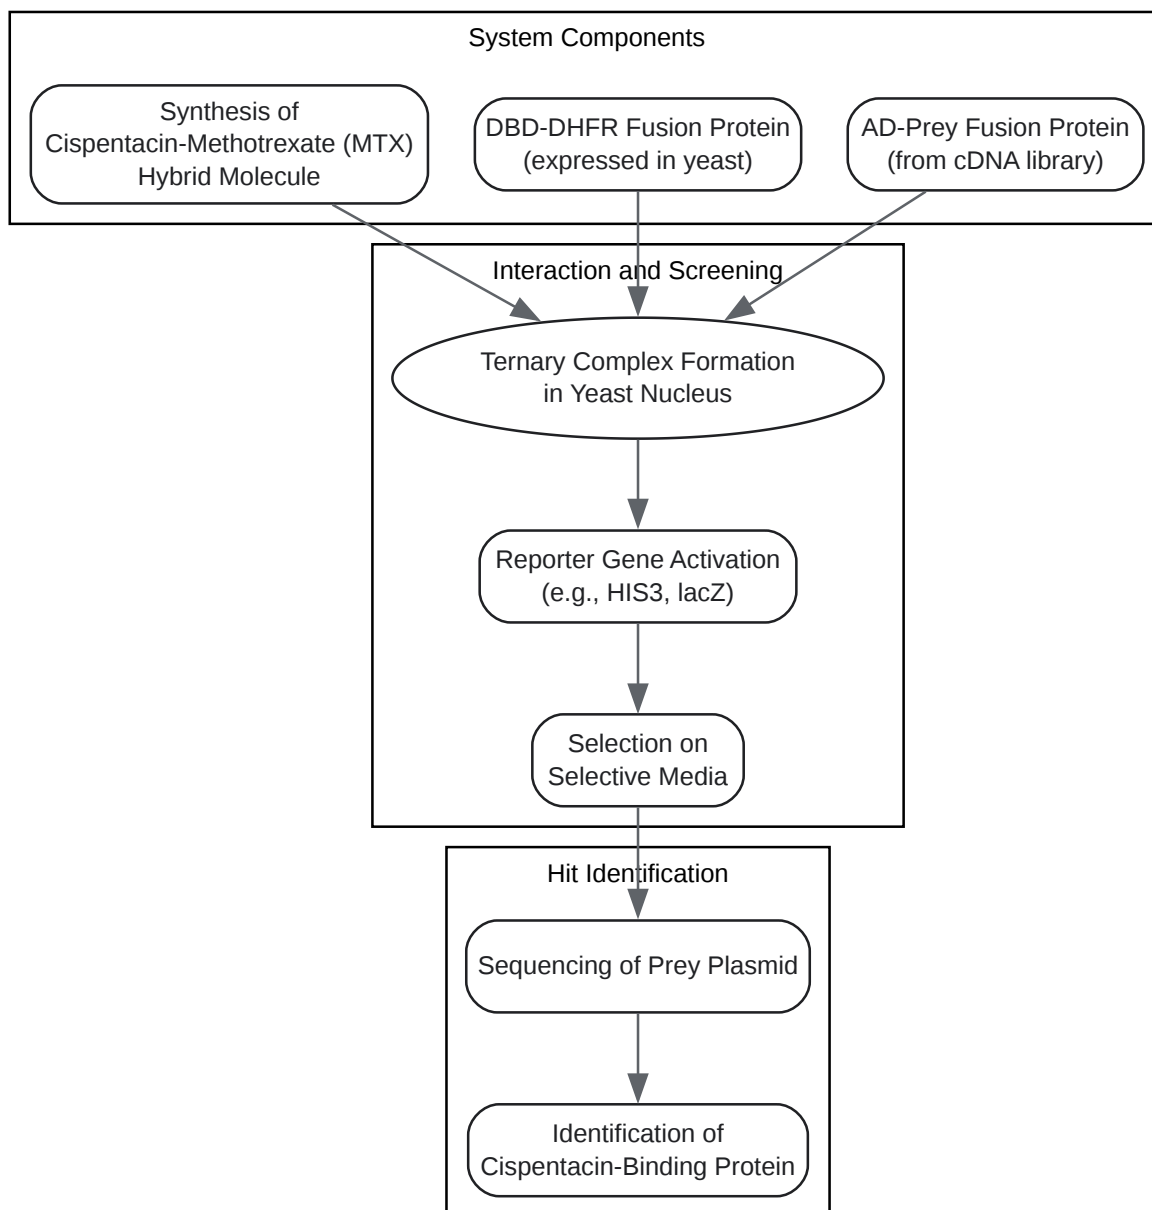 System Components
Synthesis of
Cispentacin-Methotrexate (MTX)
Hybrid Molecule
DBD-DHFR Fusion Protein
(expressed in yeast)
AD-Prey Fusion Protein
(from cDNA library)
Interaction and Screening
Ternary Complex Formation
in Yeast Nucleus
Reporter Gene Activation
(e.g., HIS3, lacZ)
Selection on
Selective Media
Hit Identification
Sequencing of Prey Plasmid
Identification of
Cispentacin-Binding Protein